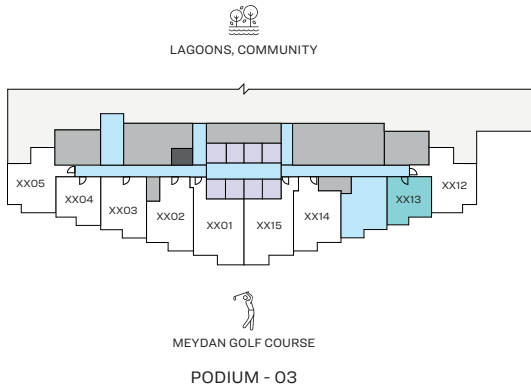 LAGOONS, COMMUNITY
XX05
XX04
XX03
XX02
XX01
XX15
XX14
XX13
XX12
MEYDAN GOLF COURSE
PODIUM - 03